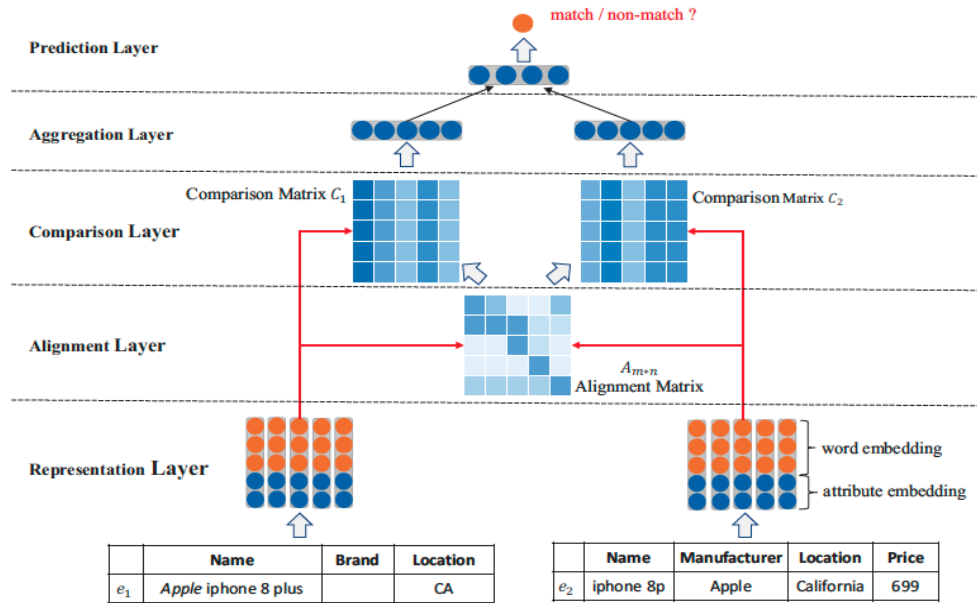 match / non-match ?
Prediction Layer
Aggregation Layer
Comparison Matrix C₁
Comparison Matrix C₂
Comparison Layer
Alignment Layer
Aₘ*ₙ
Alignment Matrix
word embedding
Representation Layer
attribute embedding
Name Brand Location
e₁ Apple iphone 8 plus CA
Name Manufacturer Location Price
e₂ iphone 8p Apple California 699